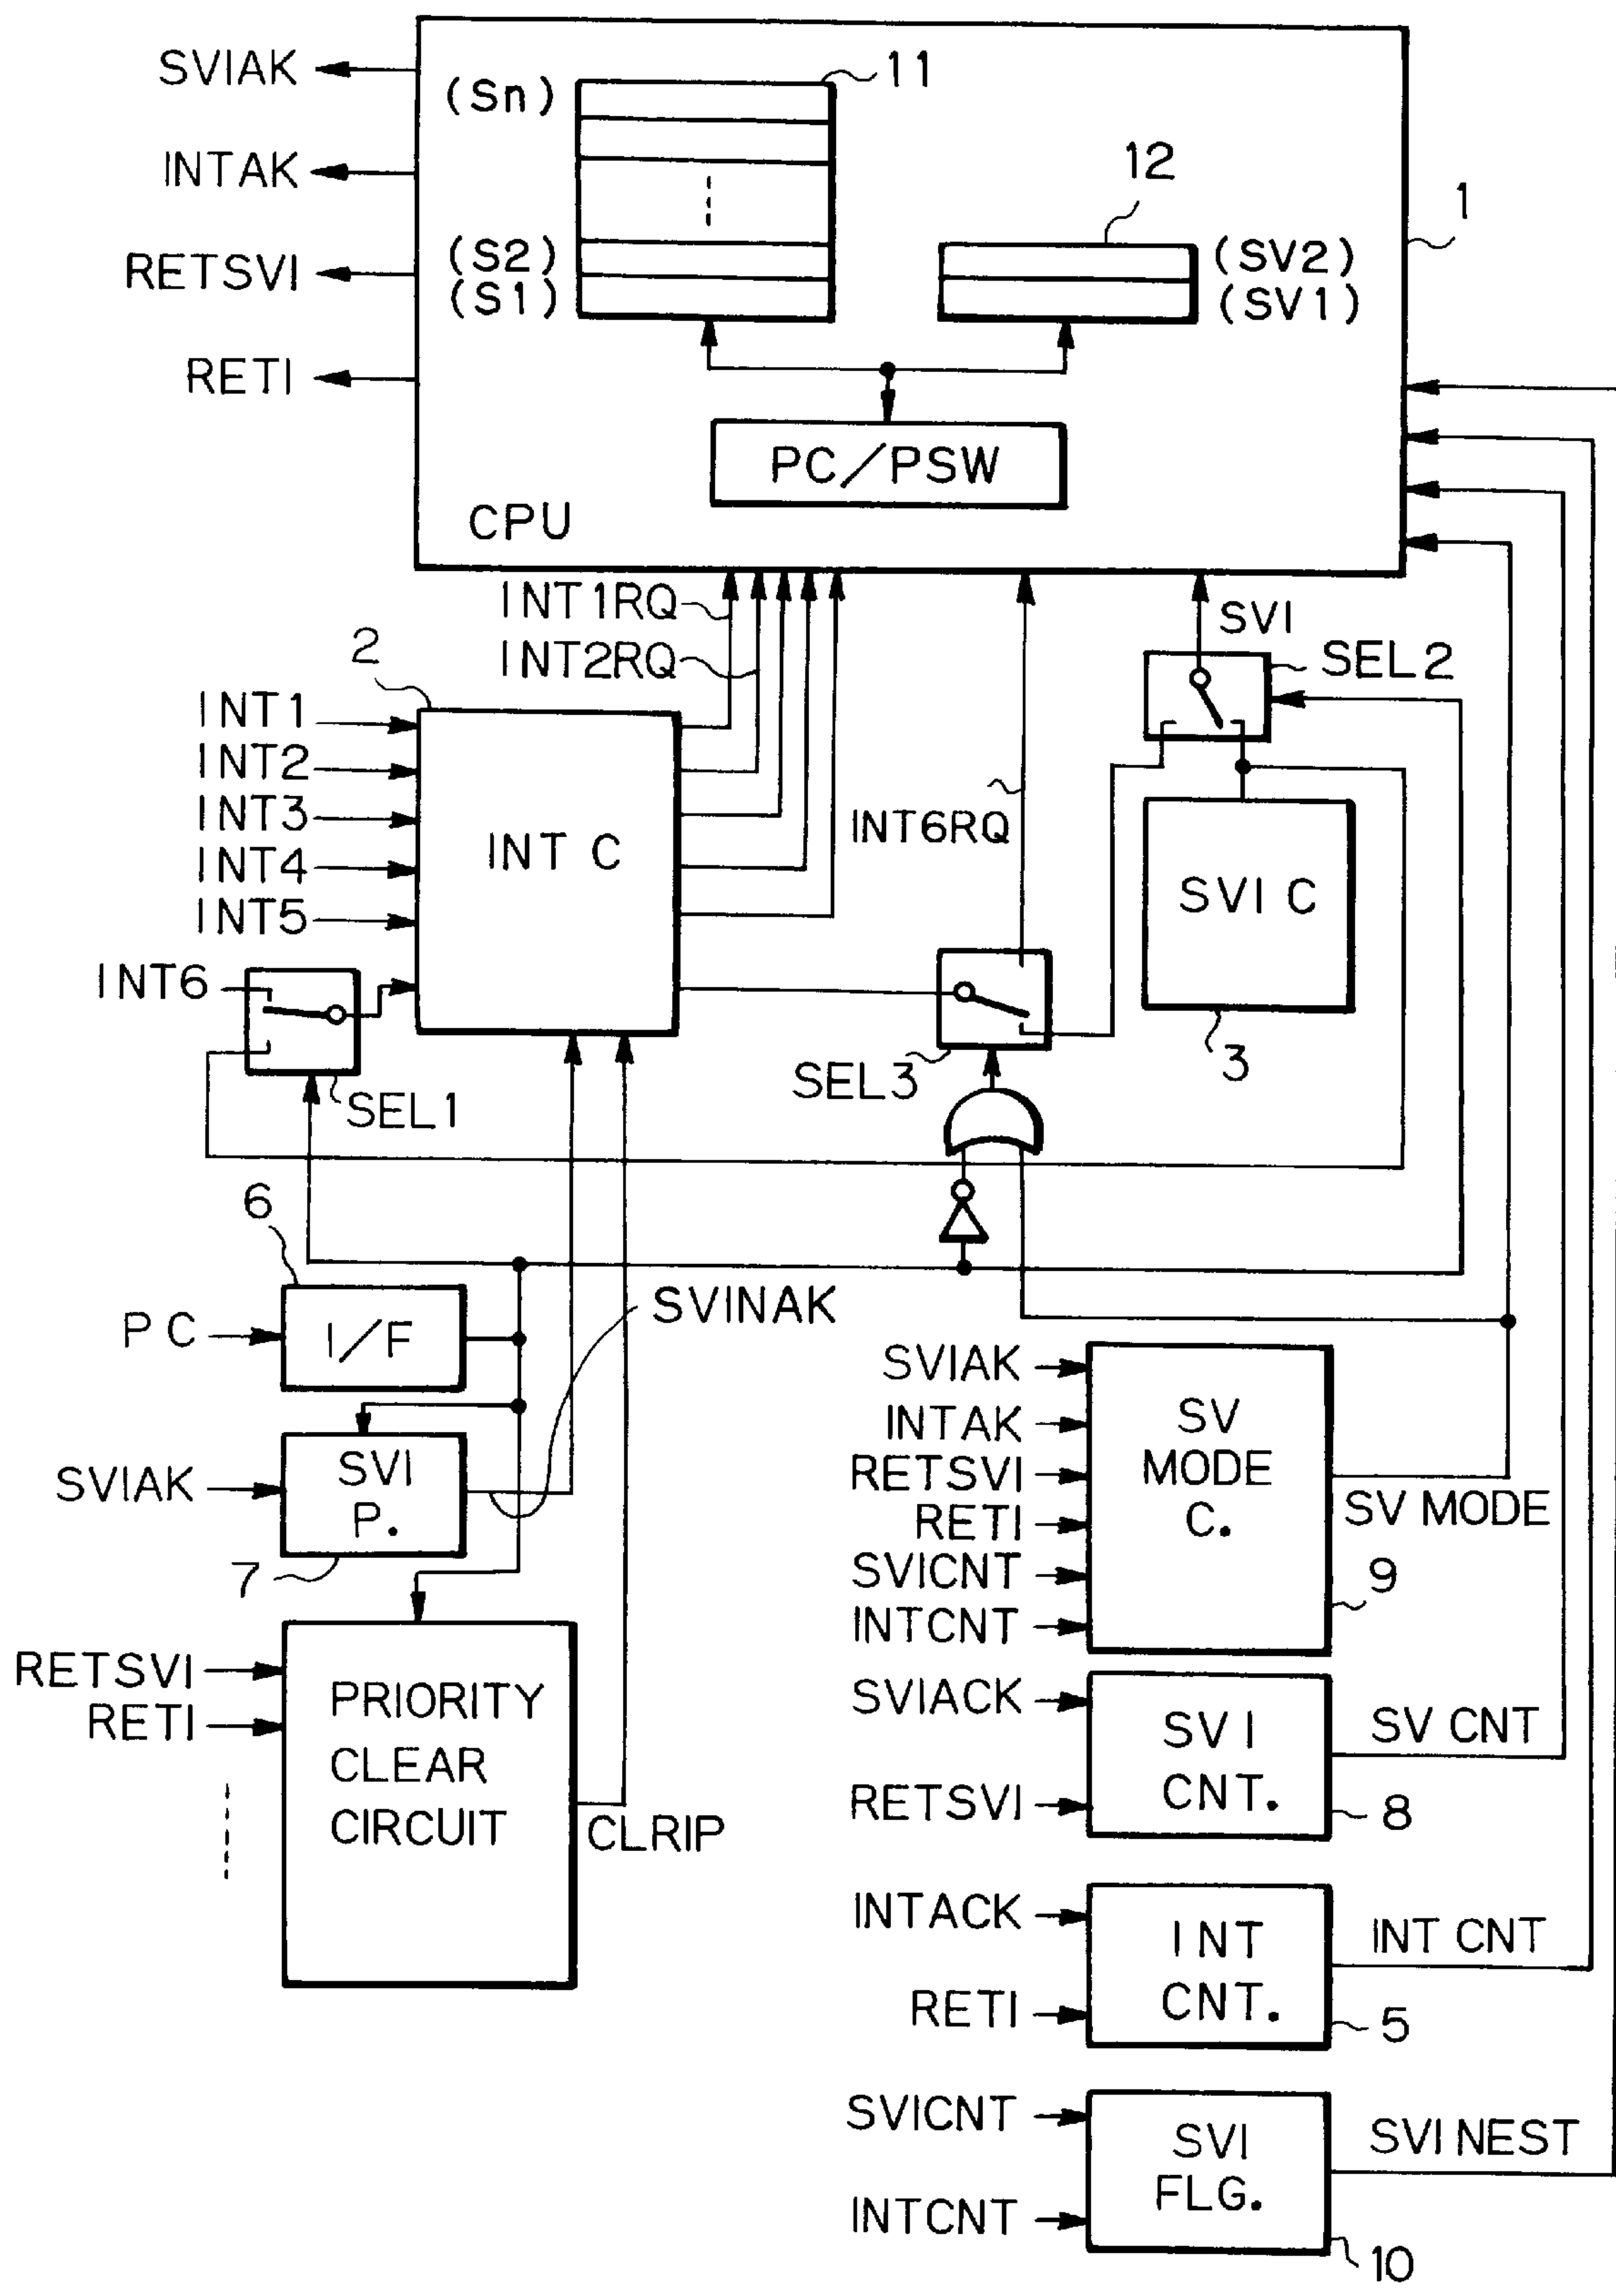 SVIAK
INTAK
RETSVI
RETI
(Sn)
11
(S2)
(S1)
12
(SV2)
(SV1)
1
PC/PSW
CPU
INT1RQ
INT2RQ
SVI
SEL2
2
INT1
INT2
INT3
INT4
INT5
INT6
INT C
INT6RQ
SVI C
3
SEL3
SEL1
6
PC
I/F
SVINAK
SVIAK
SVI
P.
7
RETSVI
RETI
PRIORITY
CLEAR
CIRCUIT
CLRIP
SVIAK
INTAK
RETSVI
RETI
SVICNT
INTCNT
SV
MODE
C.
SV MODE
9
SVIACK
RETSVI
SVI
CNT.
SV CNT
8
INTACK
RETI
INT
CNT.
INT CNT
5
SVICNT
INTCNT
SVI
FLG.
SVI NEST
10